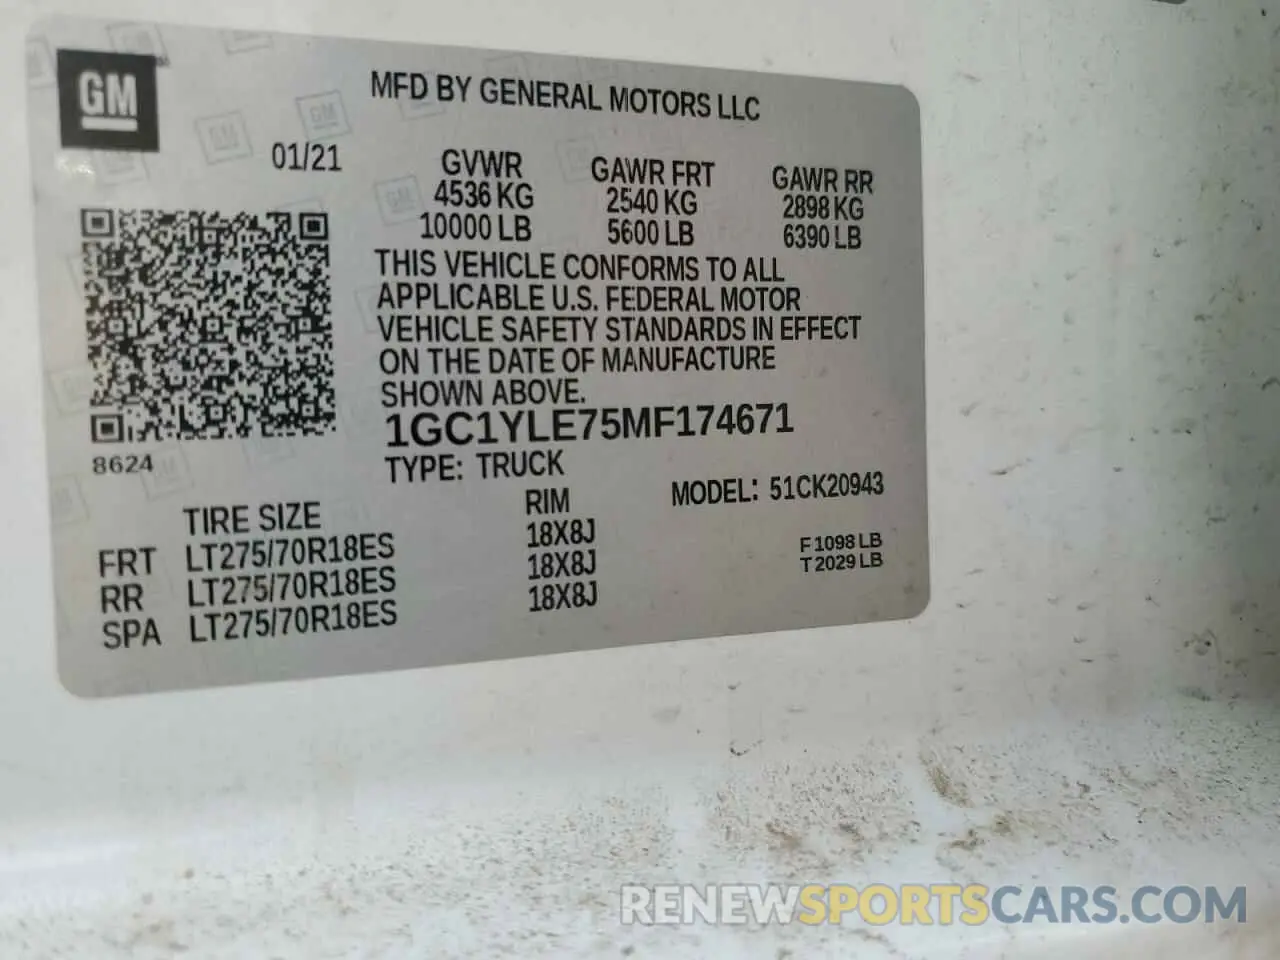 GM
MFD BY GENERAL MOTORS LLC
01/21
GVWR
4536 KG
10000 LB
GAWR FRT
2540 KG
5600 LB
GAWR RR
2898 KG
6390 LB
THIS VEHICLE CONFORMS TO ALL
APPLICABLE U.S. FEDERAL MOTOR
VEHICLE SAFETY STANDARDS IN EFFECT
ON THE DATE OF MANUFACTURE
SHOWN ABOVE.
1GC1YLE75MF174671
8624
TYPE: TRUCK
MODEL: 51CK20943
TIRE SIZE RIM
FRT LT275/70R18ES 18X8J
RR LT275/70R18ES 18X8J
SPA LT275/70R18ES 18X8J
F 1098 LB
T 2029 LB
RENEWSPORTSCARS.COM